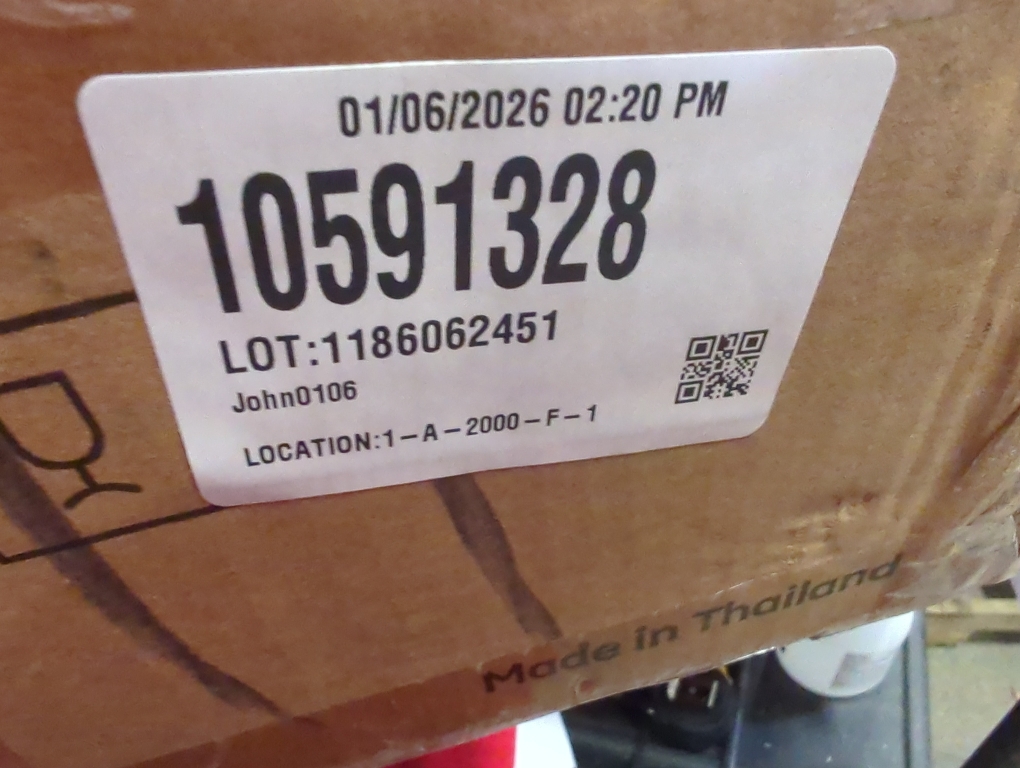 01/06/2026 02:20 PM
10591328
LOT:1186062451
John0106
LOCATION:1-A-2000-F-1
Made in Thailand